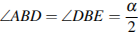 ∠ABD = ∠DBE = α/2